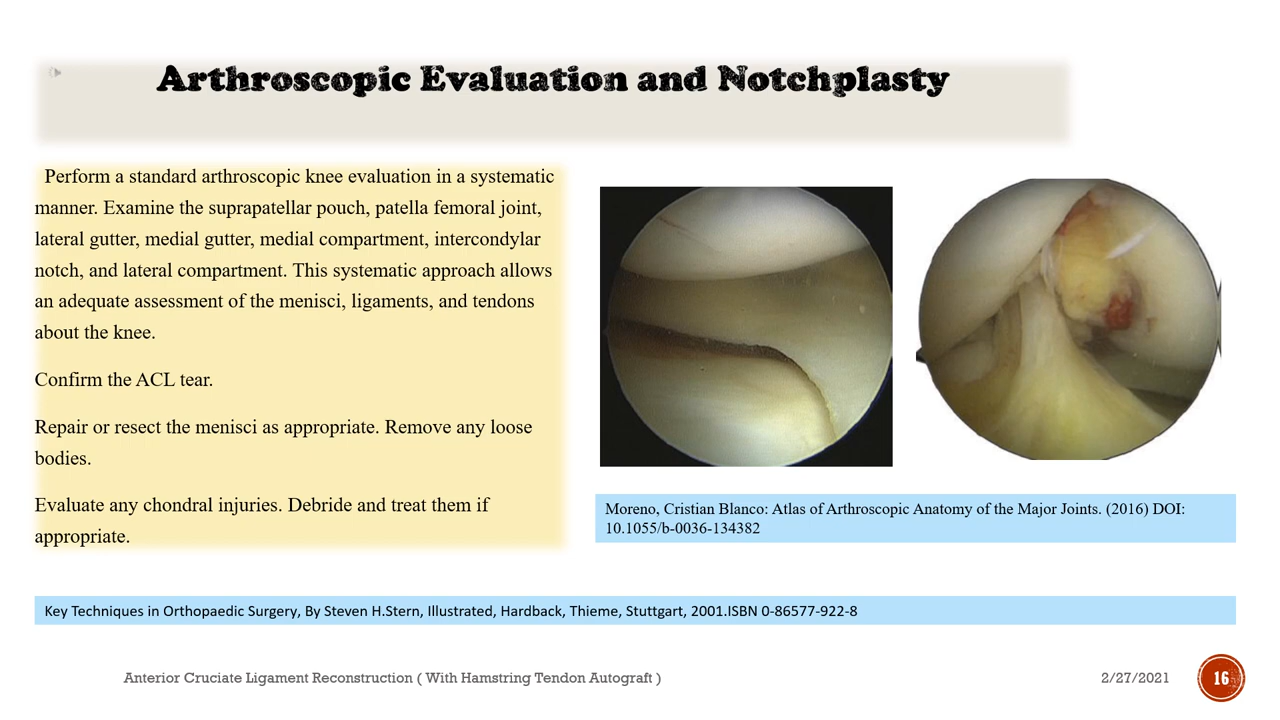 Arthroscopic Evaluation and Notchplasty
Perform a standard arthroscopic knee evaluation in a systematic
manner. Examine the suprapatellar pouch, patella femoral joint,
lateral gutter, medial gutter, medial compartment, intercondylar
notch, and lateral compartment. This systematic approach allows
an adequate assessment of the menisci, ligaments, and tendons
about the knee.
Confirm the ACL tear.
Repair or resect the menisci as appropriate. Remove any loose
bodies.
Evaluate any chondral injuries. Debride and treat them if
appropriate.
Moreno, Cristian Blanco: Atlas of Arthroscopic Anatomy of the Major Joints. (2016) DOI:
10.1055/b-0036-134382
Key Techniques in Orthopaedic Surgery, By Steven H.Stern, Illustrated, Hardback, Thieme, Stuttgart, 2001.ISBN 0-86577-922-8
Anterior Cruciate Ligament Reconstruction ( With Hamstring Tendon Autograft )
2/27/2021
16